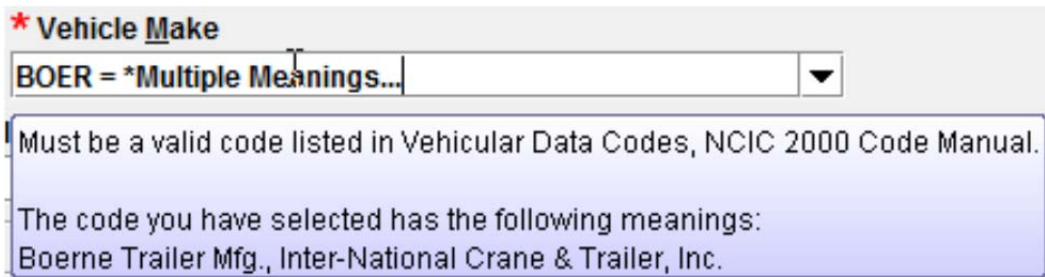 * Vehicle Make
BOER = *Multiple Meanings...
Must be a valid code listed in Vehicular Data Codes, NCIC 2000 Code Manual.
The code you have selected has the following meanings:
Boerne Trailer Mfg., Inter-National Crane & Trailer, Inc.